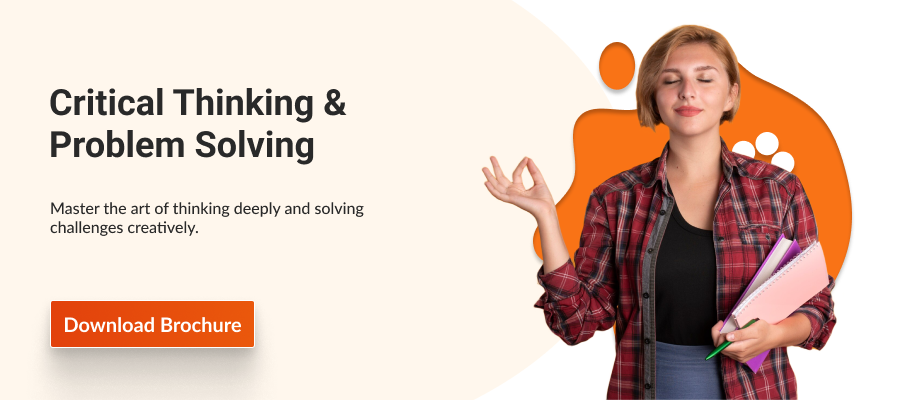 Critical Thinking &
Problem Solving
Master the art of thinking deeply and solving
challenges creatively.
Download Brochure